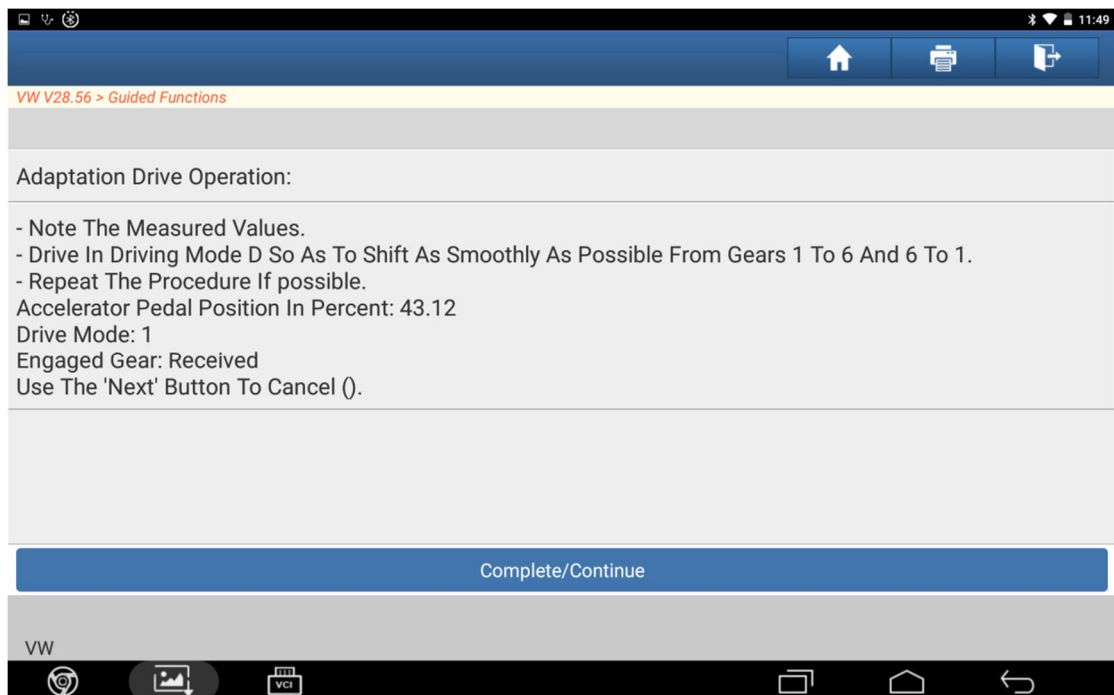 11:49
VW V28.56 > Guided Functions
Adaptation Drive Operation:
- Note The Measured Values.
- Drive In Driving Mode D So As To Shift As Smoothly As Possible From Gears 1 To 6 And 6 To 1.
- Repeat The Procedure If possible.
Accelerator Pedal Position In Percent: 43.12
Drive Mode: 1
Engaged Gear: Received
Use The 'Next' Button To Cancel ().
Complete/Continue
VW
VCI